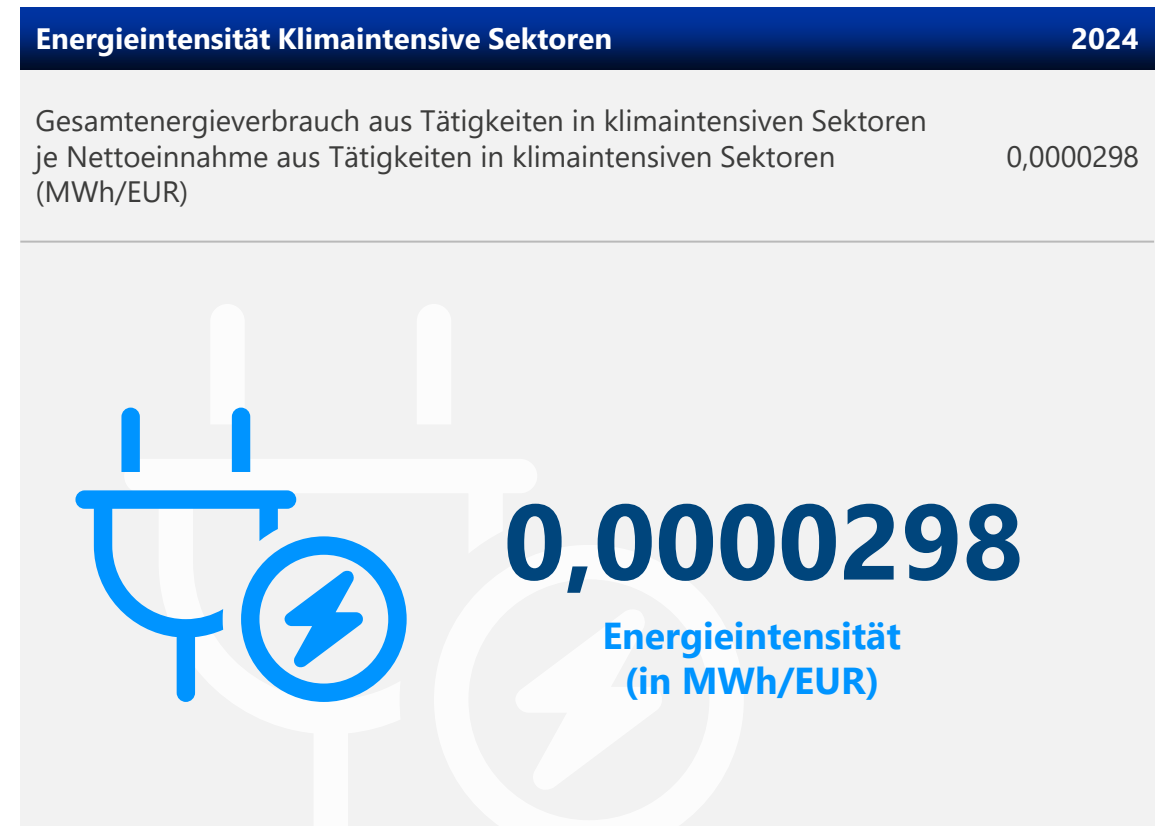 Energieintensität Klimaintensive Sektoren 2024
Gesamtenergieverbrauch aus Tätigkeiten in klimaintensiven Sektoren
je Nettoeinnahme aus Tätigkeiten in klimaintensiven Sektoren 0,0000298
(MWh/EUR)
0,0000298
Energieintensität
(in MWh/EUR)